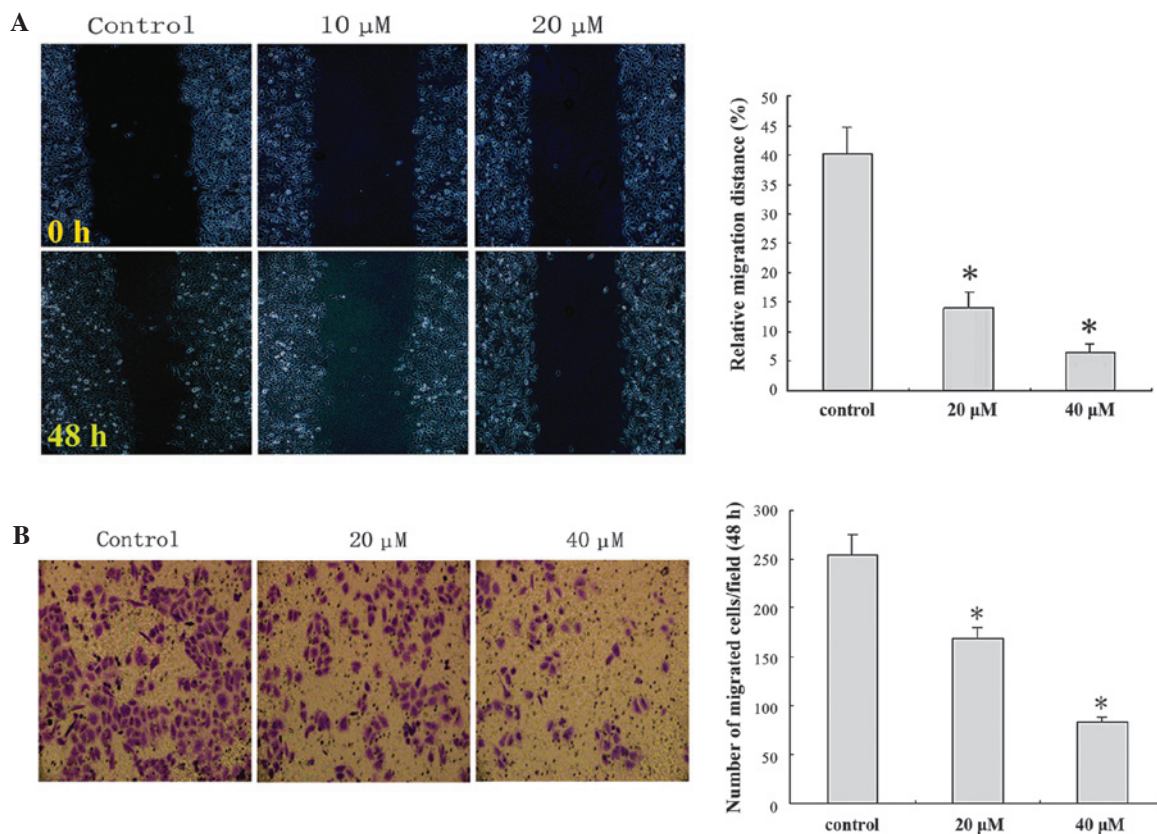 A
Control 10 μM 20 μM
0 h
48 h
Relative migration distance (%)
50
45
40
35
30
25
20
15
10
5
0
*
*
control 20 μM 40 μM
B
Control 20 μM 40 μM
Number of migrated cells/field (48 h)
300
250
200
150
100
50
0
*
*
control 20 μM 40 μM